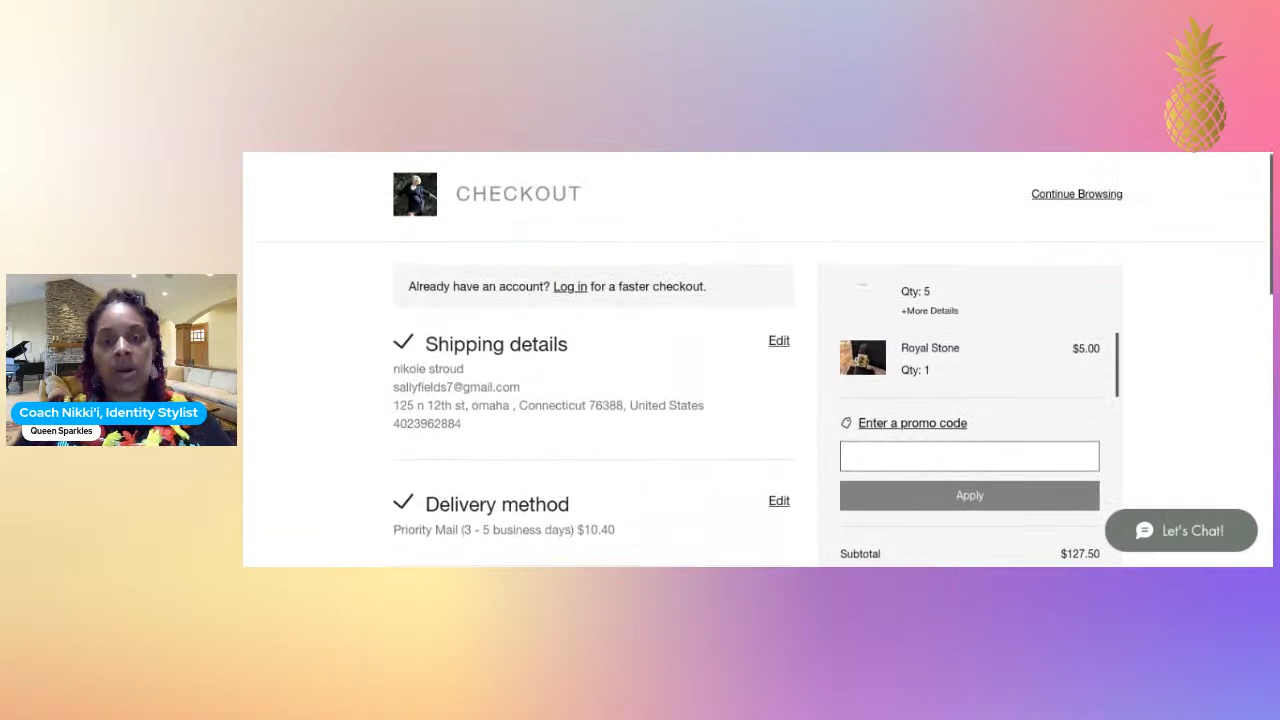 CHECKOUT
Continue Browsing
Already have an account? Log in for a faster checkout.
Shipping details
Edit
nikoie stroud
sallyfields7@gmail.com
125 n 12th st, omaha , Connecticut 76388, United States
4023962884
Delivery method
Edit
Priority Mail (3 - 5 business days) $10.40
Qty: 5
+More Details
Royal Stone
$5.00
Qty: 1
Enter a promo code
Apply
Subtotal
$127.50
Let's Chat!
Coach Nikki'i, Identity Stylist
Queen Sparkles